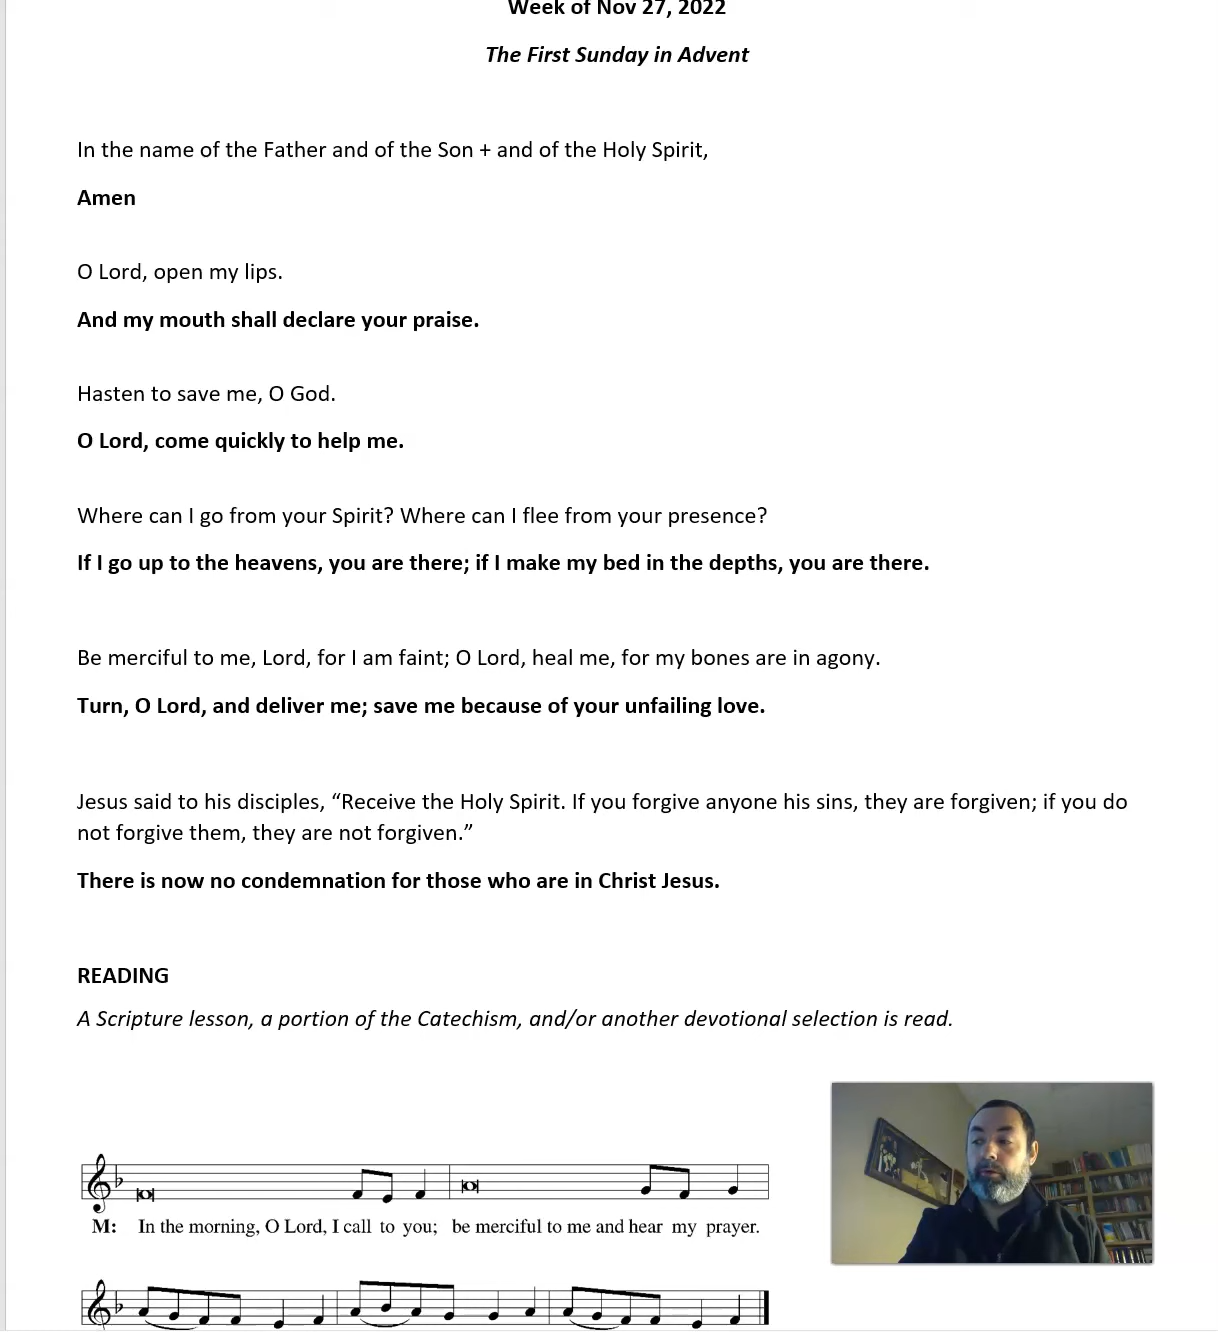 Week of Nov 27, 2022
The First Sunday in Advent
In the name of the Father and of the Son + and of the Holy Spirit,
Amen
O Lord, open my lips.
And my mouth shall declare your praise.
Hasten to save me, O God.
O Lord, come quickly to help me.
Where can I go from your Spirit? Where can I flee from your presence?
If I go up to the heavens, you are there; if I make my bed in the depths, you are there.
Be merciful to me, Lord, for I am faint; O Lord, heal me, for my bones are in agony.
Turn, O Lord, and deliver me; save me because of your unfailing love.
Jesus said to his disciples, “Receive the Holy Spirit. If you forgive anyone his sins, they are forgiven; if you do
not forgive them, they are not forgiven.”
There is now no condemnation for those who are in Christ Jesus.
READING
A Scripture lesson, a portion of the Catechism, and/or another devotional selection is read.
M: In the morning, O Lord, I call to you; be merciful to me and hear my prayer.